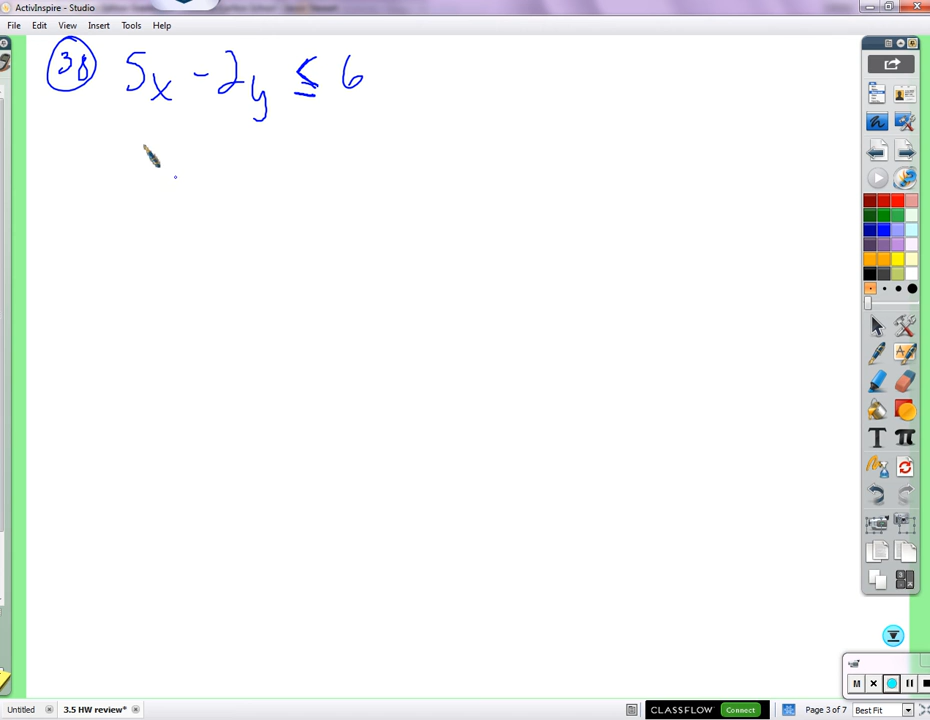 ActivInspire - Studio
File Edit View Insert Tools Help
38 5x - 2y ≤ 6
M
Untitled 3.5 HW review* CLASSFLOW Connect Page 3 of 7 Best Fit